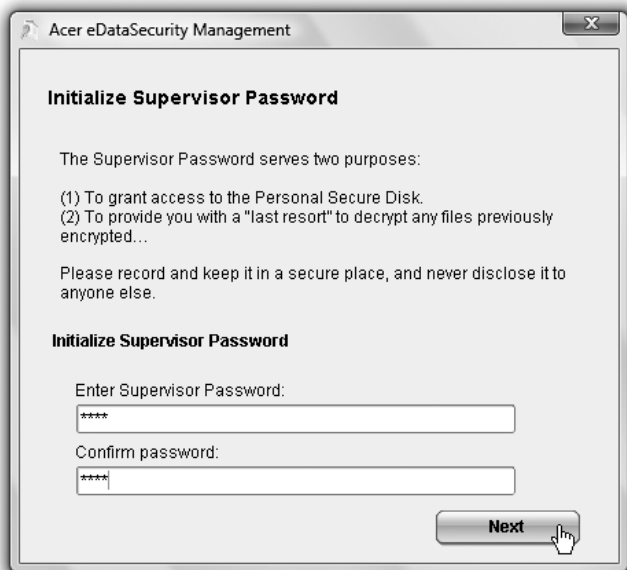 Acer eDataSecurity Management
x
Initialize Supervisor Password
The Supervisor Password serves two purposes:
(1) To grant access to the Personal Secure Disk.
(2) To provide you with a "last resort" to decrypt any files previously
encrypted...
Please record and keep it in a secure place, and never disclose it to
anyone else.
Initialize Supervisor Password
Enter Supervisor Password:
****
Confirm password:
****
Next